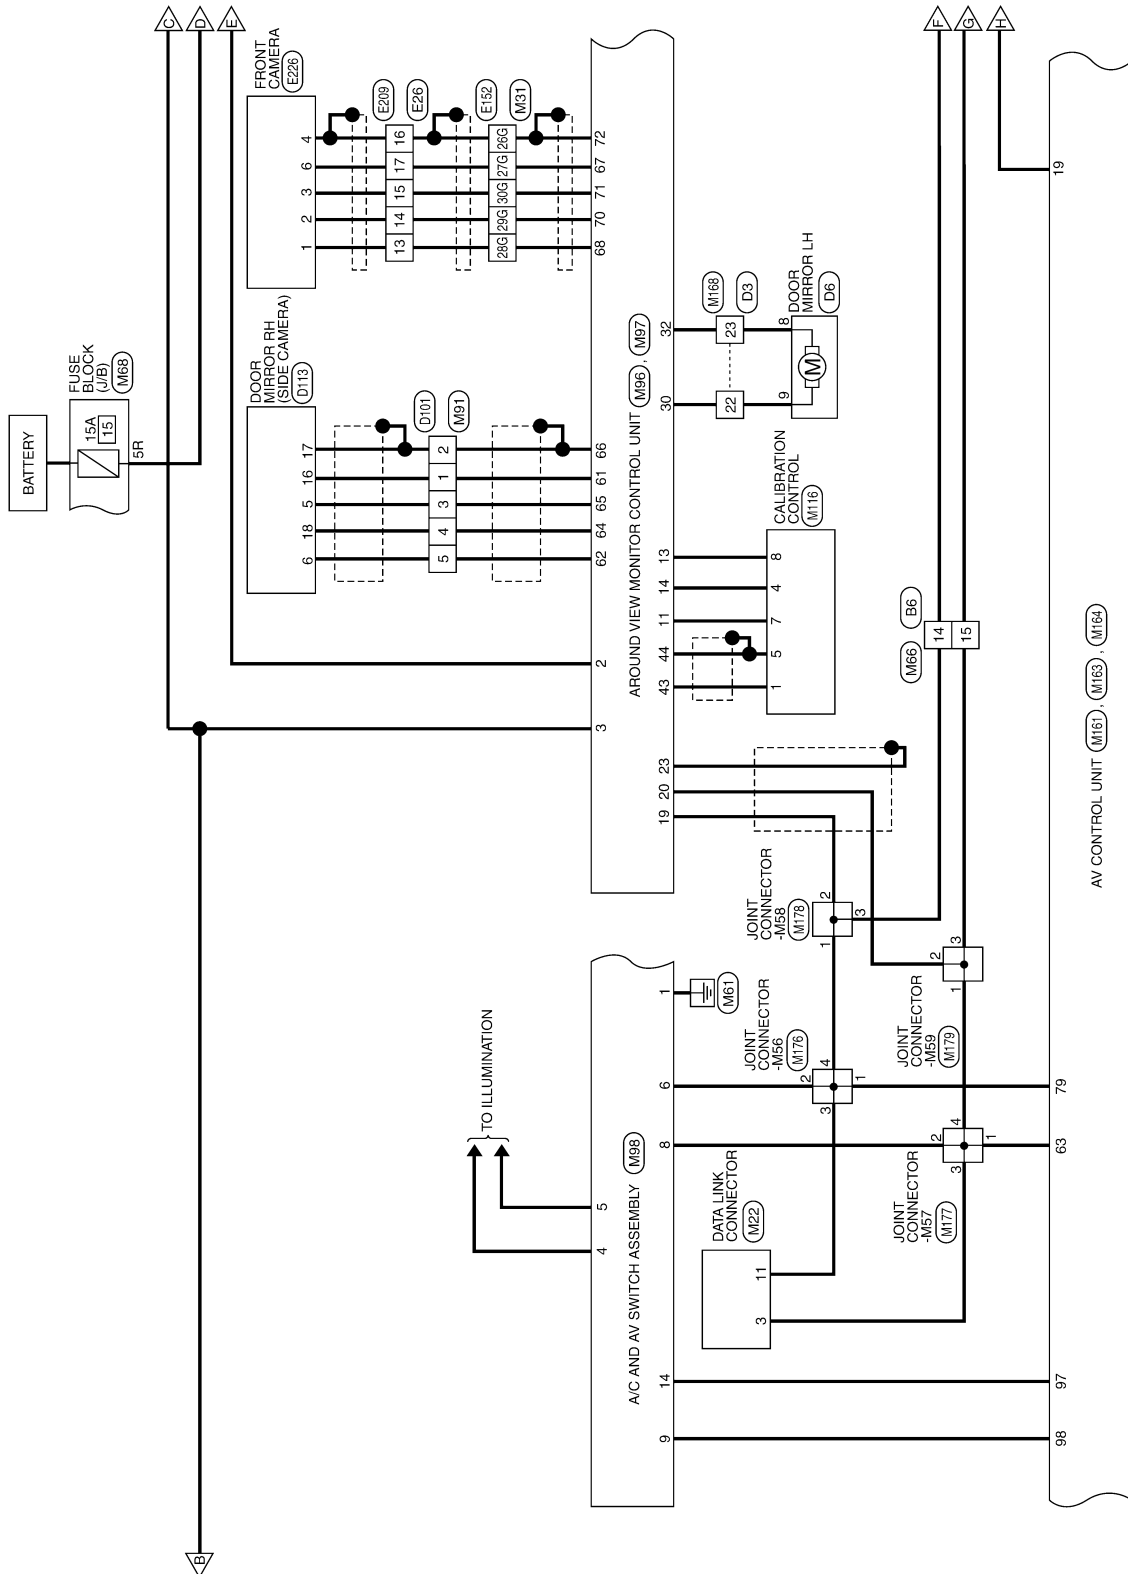 B
C
D
E
BATTERY
FUSE
BLOCK
(J/B)
M68
15A
15
5R
FRONT
CAMERA
E226
1 2 3 6 4
13 14 15 17 16
E209
E26
28G 29G 30G 27G 26G
E152
M31
68 70 71 67 72
DOOR
MIRROR RH
(SIDE CAMERA)
D113
6 18 5 16 17
5 4 3 1 2
D101
M91
62 64 65 61 66
3 2
AROUND VIEW MONITOR CONTROL UNIT M96 , M97
19 20 23 43 44 11 14 13 30 32
22 23
M168
D3
9 8
DOOR
MIRROR LH
D6
M
1 5 7 4 8
CALIBRATION
CONTROL
M116
TO ILLUMINATION
4 5
A/C AND AV SWITCH ASSEMBLY M98
9 14 8 6 1
M61
DATA LINK
CONNECTOR
M22
3 11
JOINT
CONNECTOR
-M56
M176
3 2 4 1
JOINT
CONNECTOR
-M58
M178
1 2 3
JOINT
CONNECTOR
-M57
M177
3 2 4 1
JOINT
CONNECTOR
-M59
M179
1 2 3
M66
B6
14
15
F
G
H
98 97 63 79 19
AV CONTROL UNIT M161 , M163 , M164